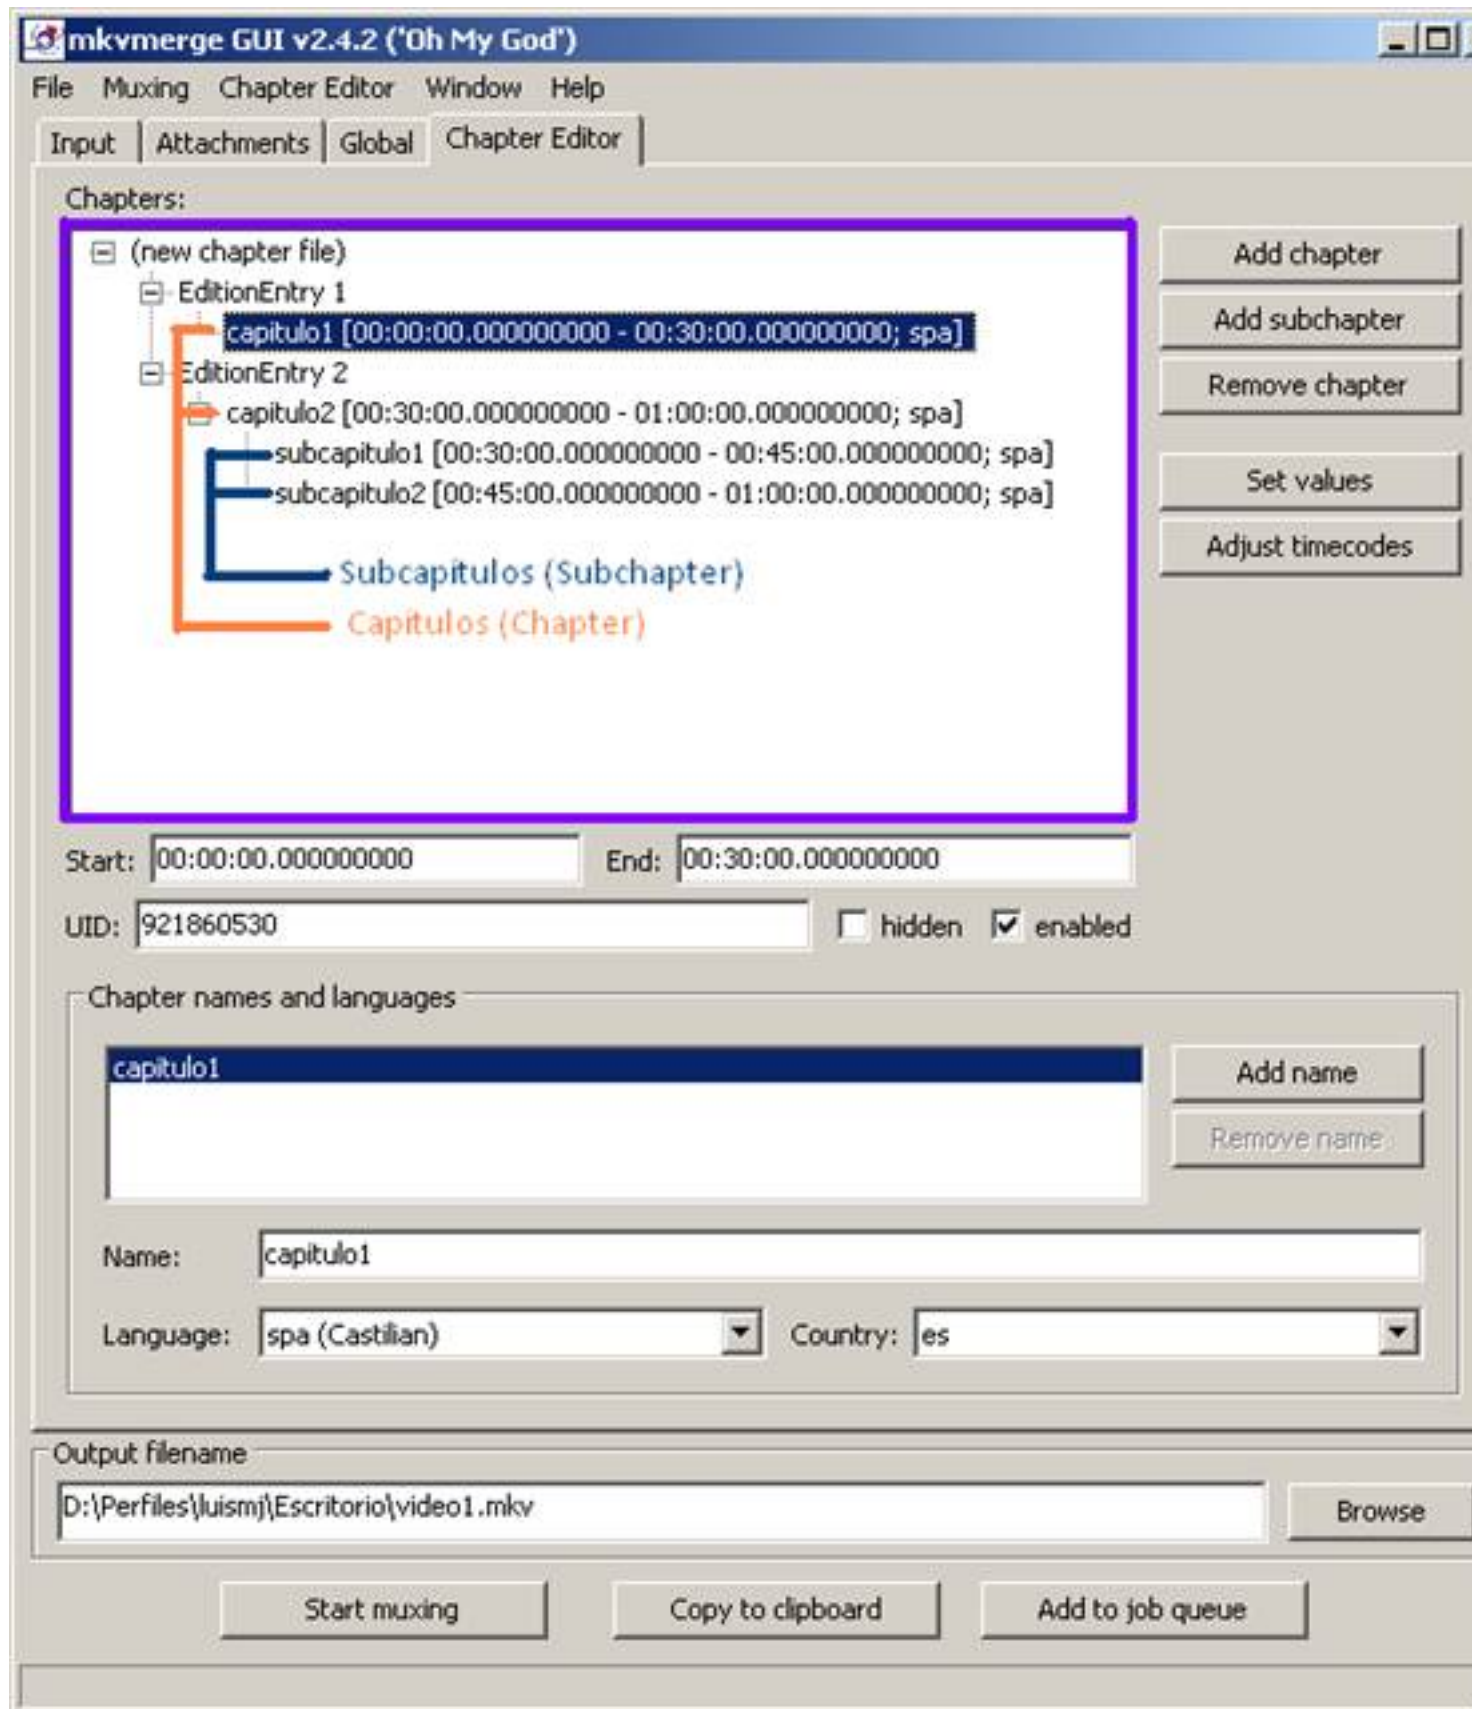 mkvmerge GUI v2.4.2 ('Oh My God')
File Muxing Chapter Editor Window Help
Input Attachments Global Chapter Editor
Chapters:
(new chapter file)
Add chapter
EditionEntry 1
capitulo1 [00:00:00.000000000 - 00:30:00.000000000; spa]
Add subchapter
EditionEntry 2
Remove chapter
capitulo2 [00:30:00.000000000 - 01:00:00.000000000; spa]
subcapitulo1 [00:30:00.000000000 - 00:45:00.000000000; spa]
Set values
subcapitulo2 [00:45:00.000000000 - 01:00:00.000000000; spa]
Adjust timecodes
Subcapítulos (Subchapter)
Capítulos (Chapter)
Start: 00:00:00.000000000 End: 00:30:00.000000000
UID: 921860530 hidden enabled
Chapter names and languages
capitulo1
Add name
Remove name
Name: capitulo1
Language: spa (Castilian) Country: es
Output filename
D:\Perfiles\luismj\Escritorio\video1.mkv Browse
Start muxing Copy to clipboard Add to job queue